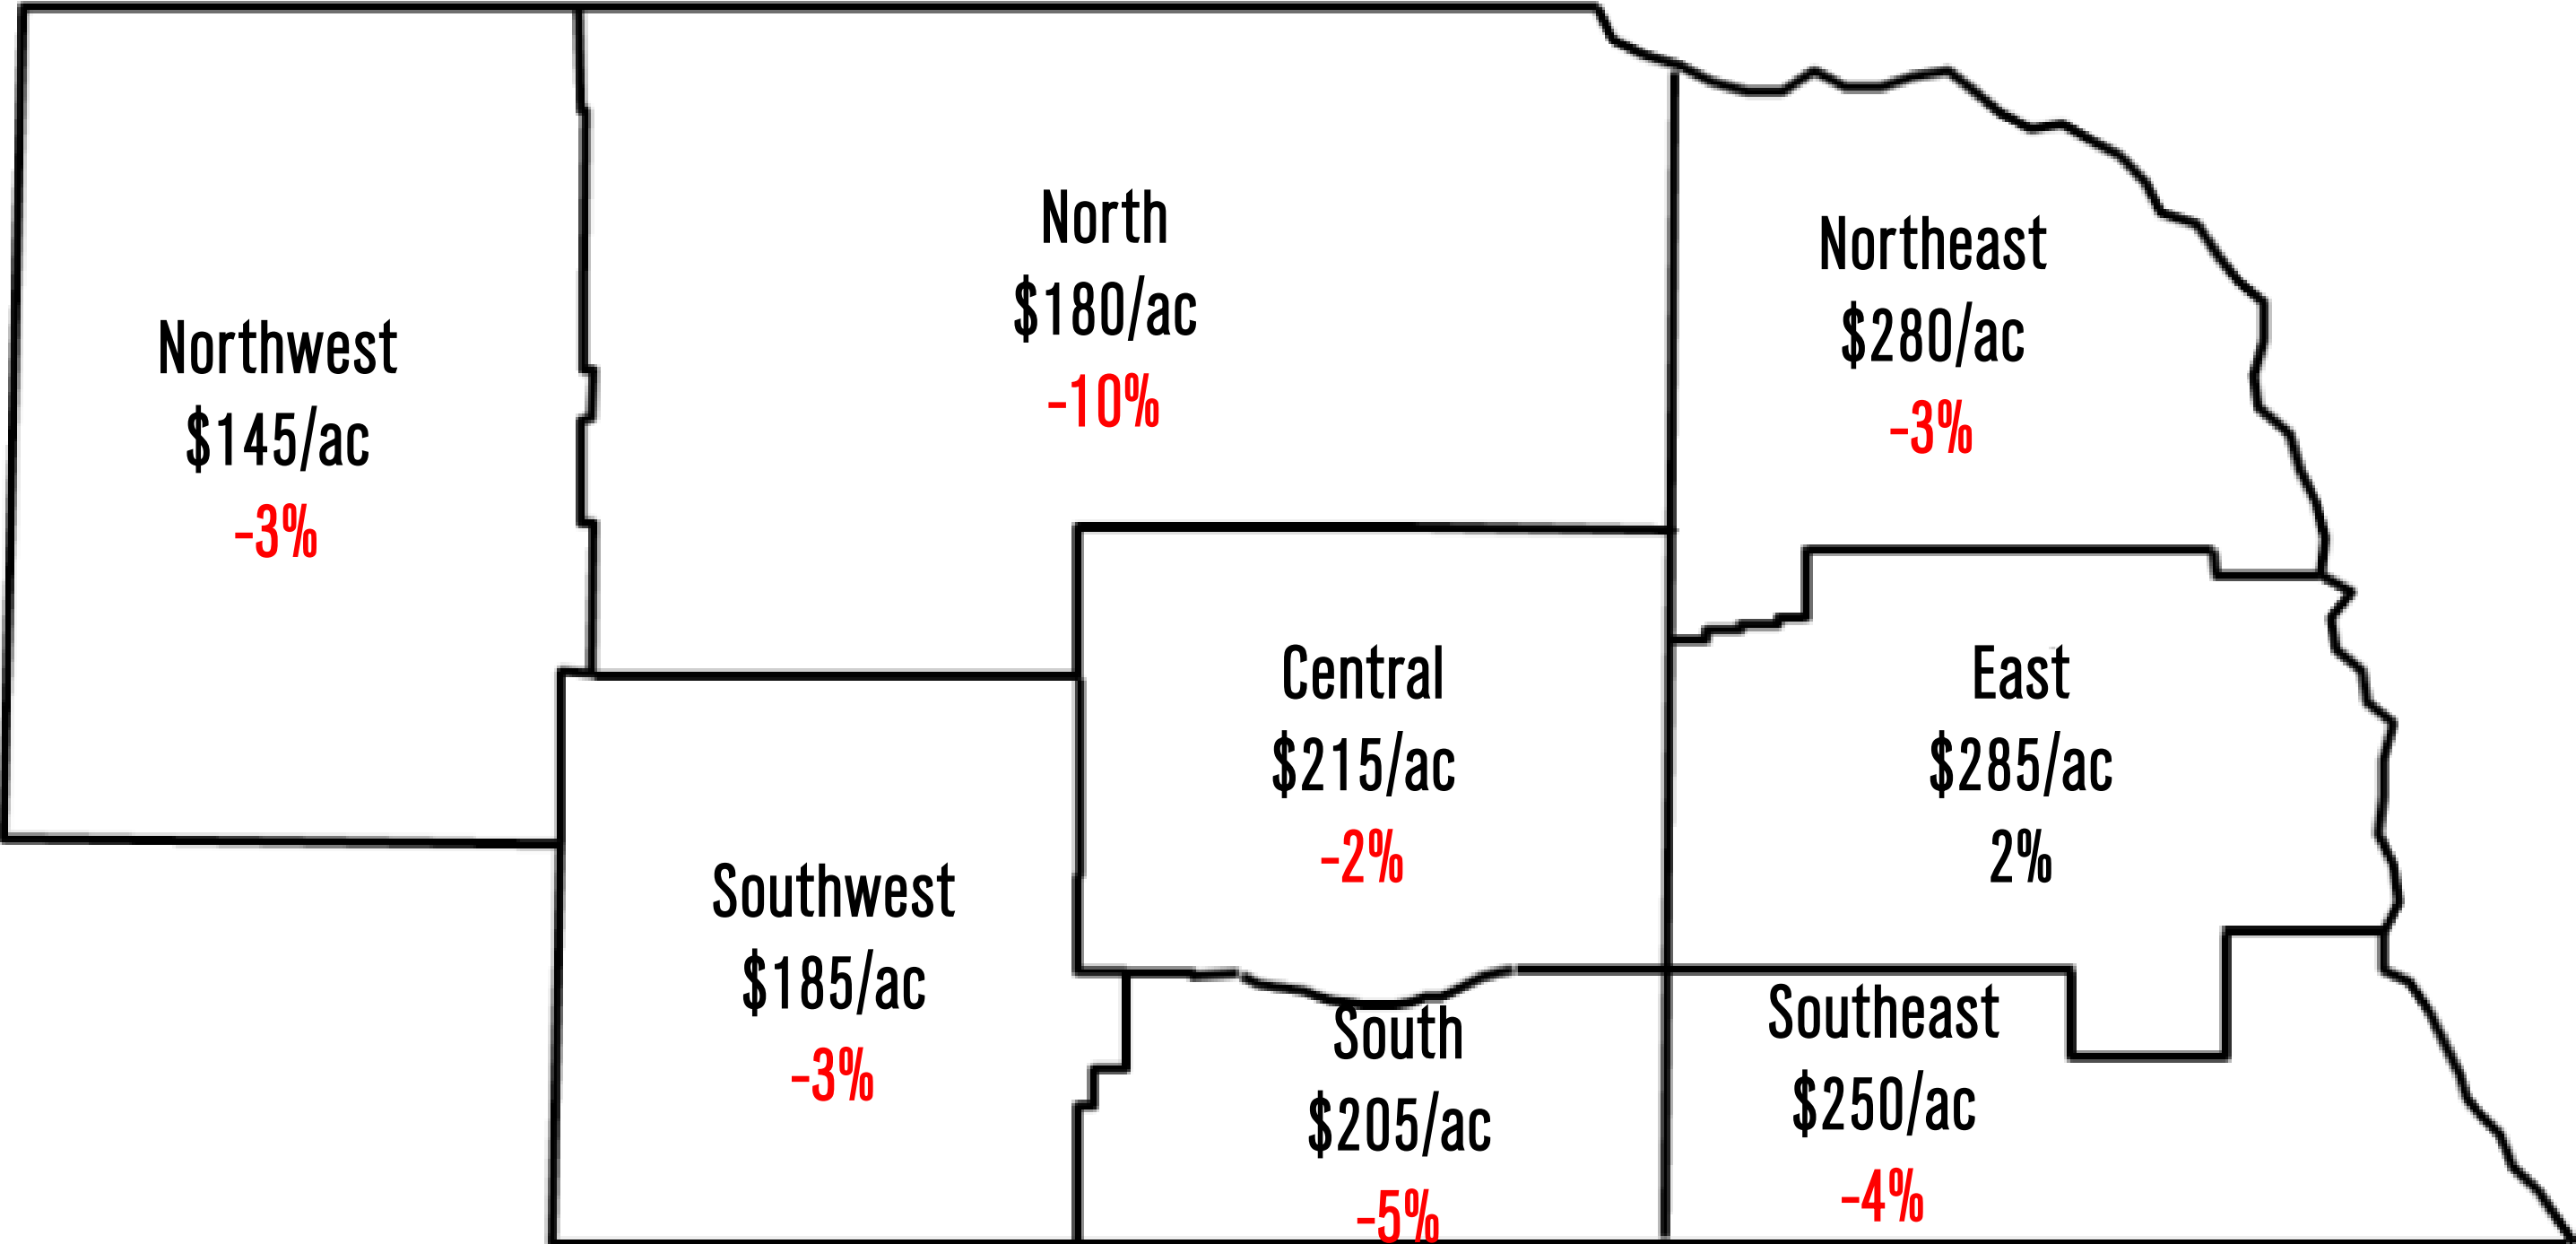 North
$180/ac
-10%
Northeast
$280/ac
-3%
Northwest
$145/ac
-3%
Central
$215/ac
-2%
East
$285/ac
2%
Southwest
$185/ac
-3%
South
$205/ac
-5%
Southeast
$250/ac
-4%